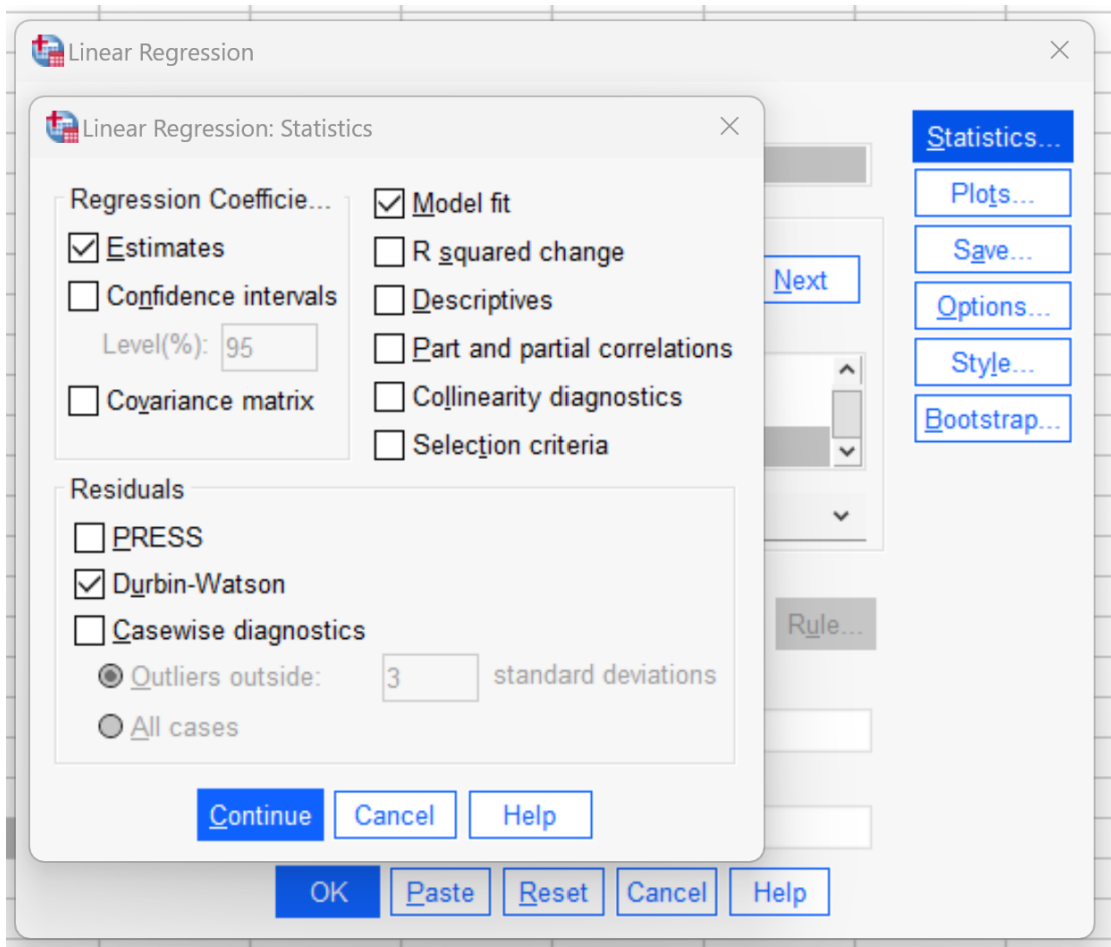 Linear Regression
Linear Regression: Statistics
Regression Coefficie...
Estimates
Confidence intervals
Level(%): 95
Covariance matrix
Model fit
R squared change
Descriptives
Part and partial correlations
Collinearity diagnostics
Selection criteria
Residuals
PRESS
Durbin-Watson
Casewise diagnostics
Outliers outside: 3 standard deviations
All cases
Continue Cancel Help
Next
Rule...
Statistics...
Plots...
Save...
Options...
Style...
Bootstrap...
OK Paste Reset Cancel Help